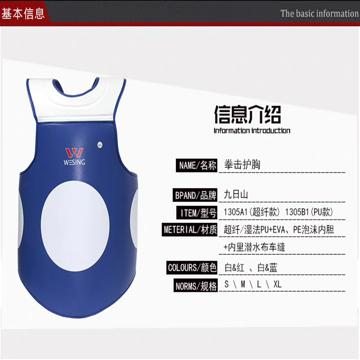 基本信息
The basic information
信息介绍
Information introduction
NAME/名称 拳击护胸
BPAND/品牌 九日山
ITEM/型号 1305A1(超纤款) 1305B1(PU款)
METERIAL/材质 超纤/湿法PU+EVA、PE泡沫内胆
+内里潜水布车缝
COLOURS/颜色 白&红 、白&蓝
NORMS/规格 S \ M \ L \ XL
WESING